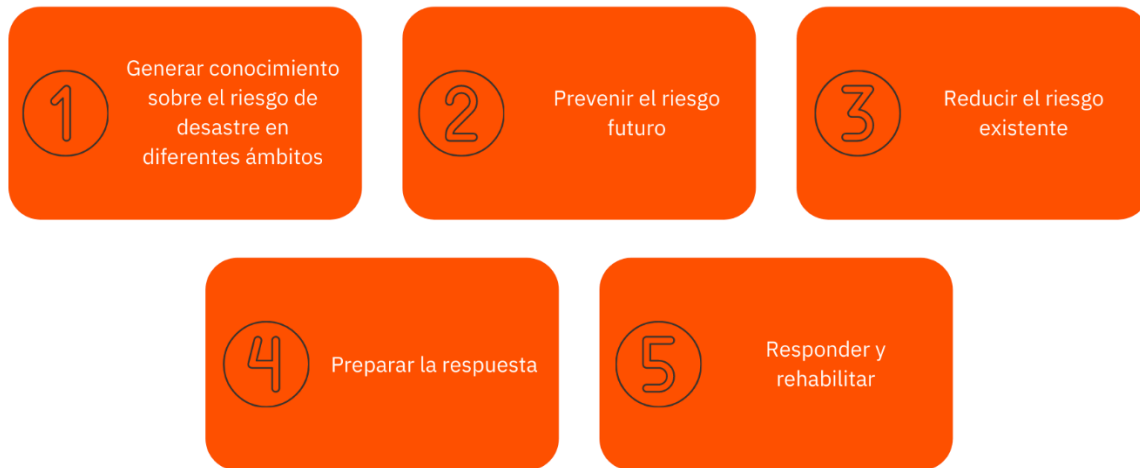 1
Generar conocimiento
sobre el riesgo de
desastre en
diferentes ámbitos
2
Prevenir el riesgo
futuro
3
Reducir el riesgo
existente
4
Preparar la respuesta
5
Responder y
rehabilitar